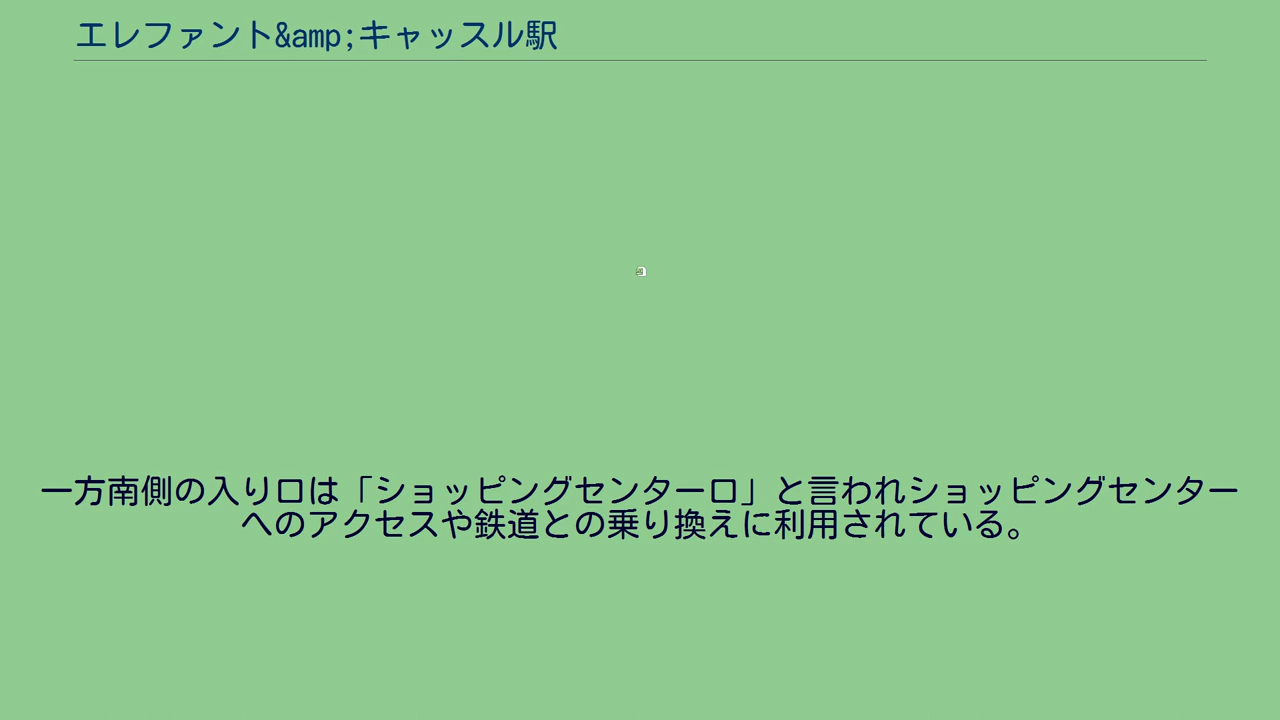 エレファント&amp;キャッスル駅
一方南側の入り口は「ショッピングセンター口」と言われショッピングセンター
へのアクセスや鉄道との乗り換えに利用されている。